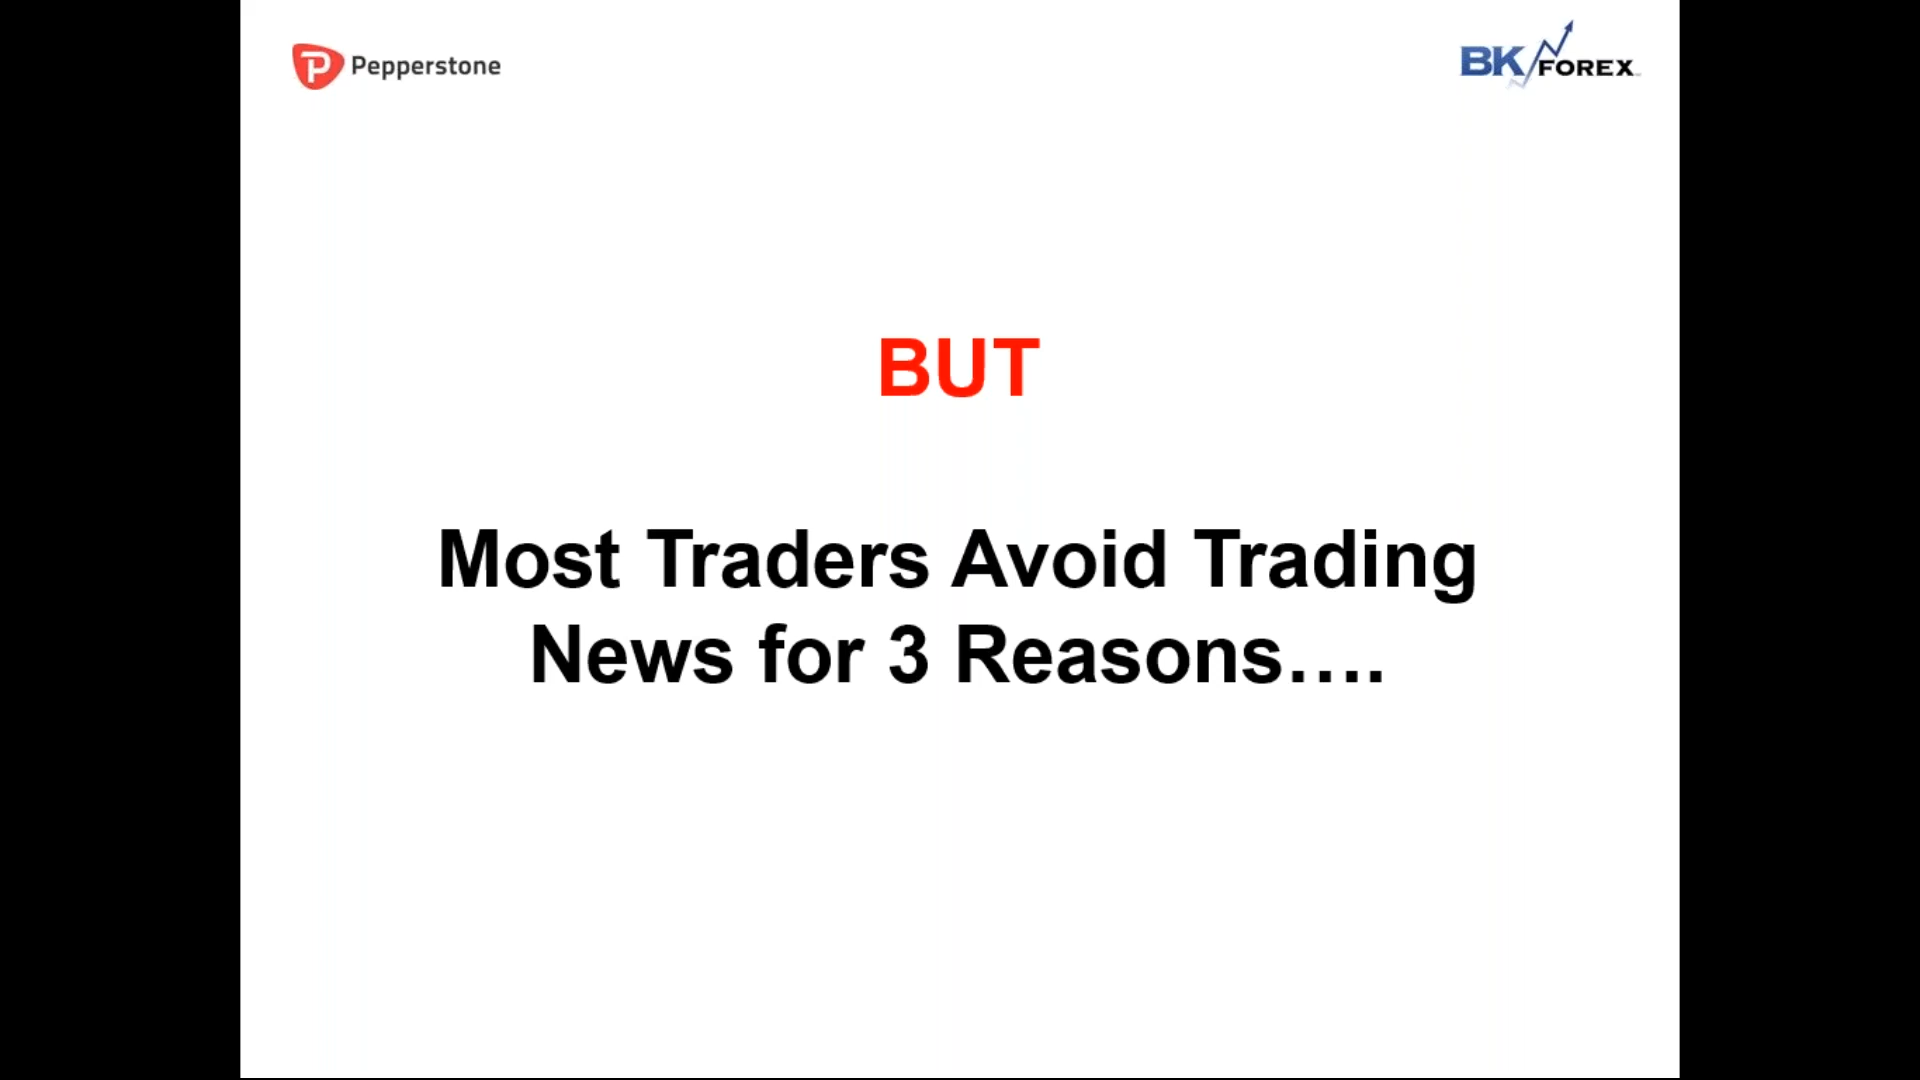 Pepperstone
BK FOREX
BUT
Most Traders Avoid Trading
News for 3 Reasons....